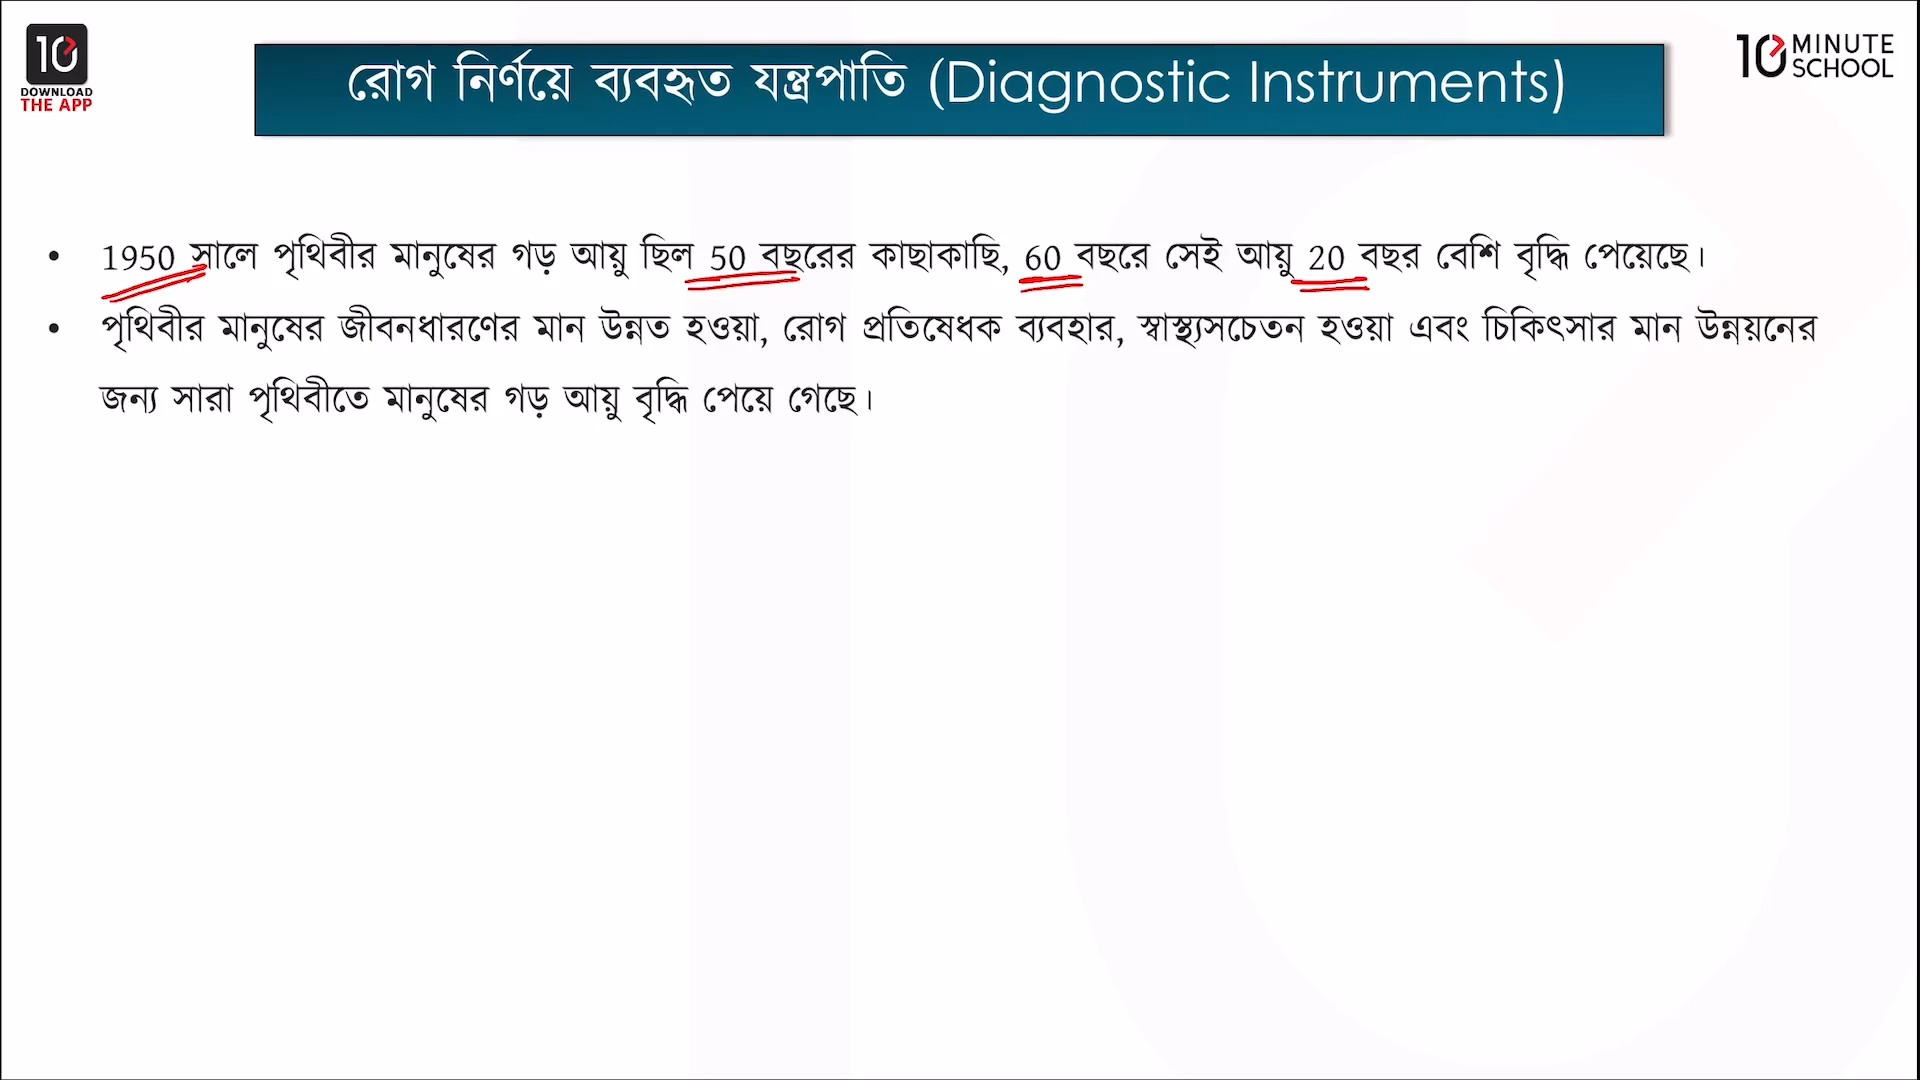 10
DOWNLOAD
THE APP
রোগ নির্ণয়ে ব্যবহৃত যন্ত্রপাতি (Diagnostic Instruments)
10 MINUTE SCHOOL
• 1950 সালে পৃথিবীর মানুষের গড় আয়ু ছিল 50 বছরের কাছাকাছি, 60 বছরে সেই আয়ু 20 বছর বেশি বৃদ্ধি পেয়েছে।
• পৃথিবীর মানুষের জীবনধারণের মান উন্নত হওয়া, রোগ প্রতিষেধক ব্যবহার, স্বাস্থ্যসচেতন হওয়া এবং চিকিৎসার মান উন্নয়নের
জন্য সারা পৃথিবীতে মানুষের গড় আয়ু বৃদ্ধি পেয়ে গেছে।